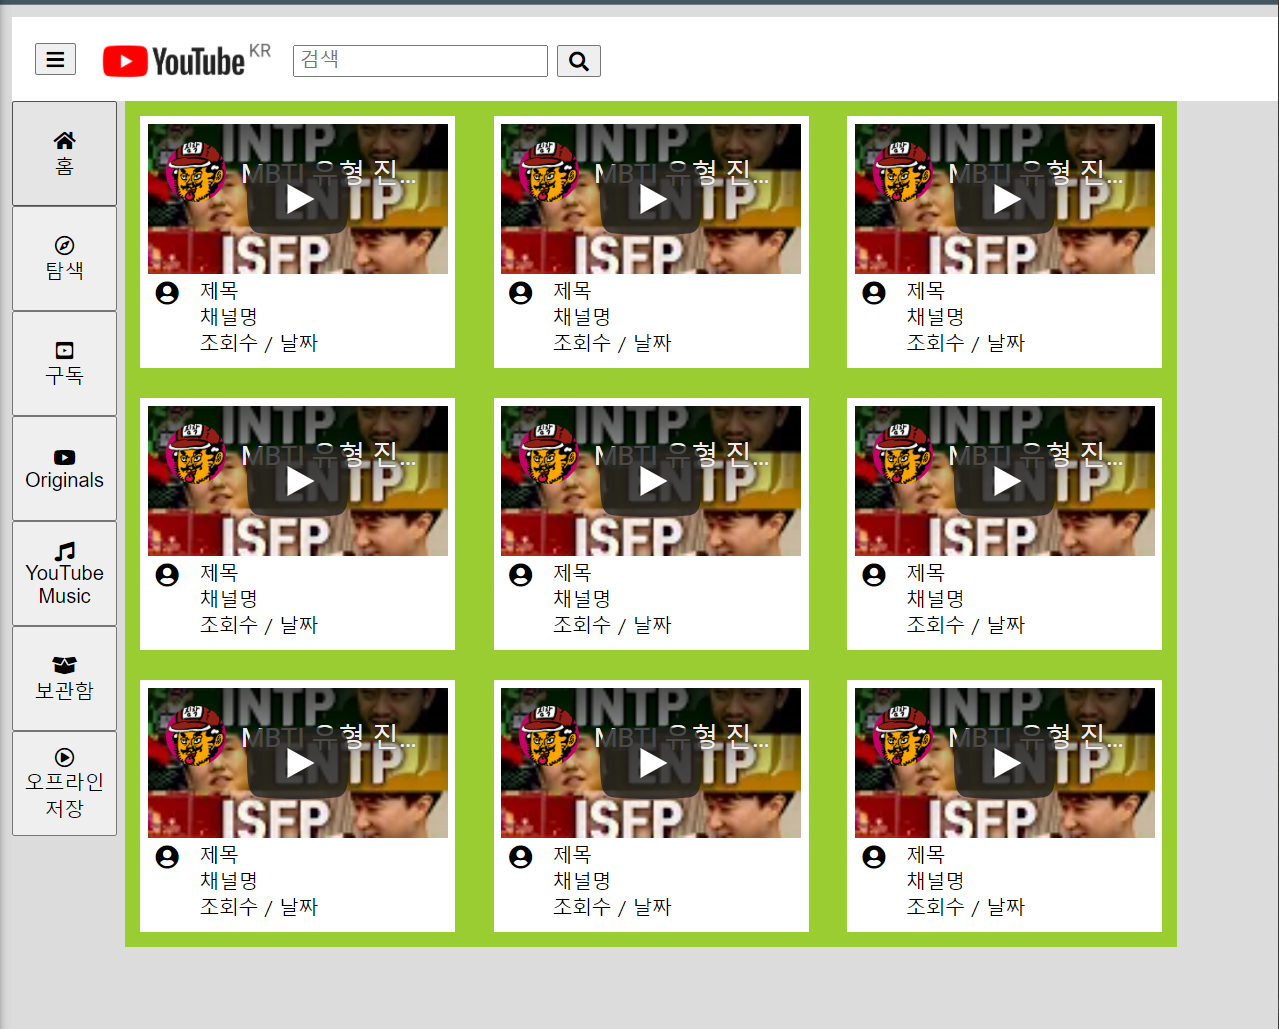 YouTube KR
검색
홈
탐색
구독
Originals
YouTube
Music
보관함
오프라인
저장
INTP
MBTI 유형 진...
ENTP
ISFP
제목
채널명
조회수 / 날짜
INTP
MBTI 유형 진...
ENTP
ISFP
제목
채널명
조회수 / 날짜
INTP
MBTI 유형 진...
ENTP
ISFP
제목
채널명
조회수 / 날짜
INTP
MBTI 유형 진...
ENTP
ISFP
제목
채널명
조회수 / 날짜
INTP
MBTI 유형 진...
ENTP
ISFP
제목
채널명
조회수 / 날짜
INTP
MBTI 유형 진...
ENTP
ISFP
제목
채널명
조회수 / 날짜
INTP
MBTI 유형 진...
ENTP
ISFP
제목
채널명
조회수 / 날짜
INTP
MBTI 유형 진...
ENTP
ISFP
제목
채널명
조회수 / 날짜
INTP
MBTI 유형 진...
ENTP
ISFP
제목
채널명
조회수 / 날짜